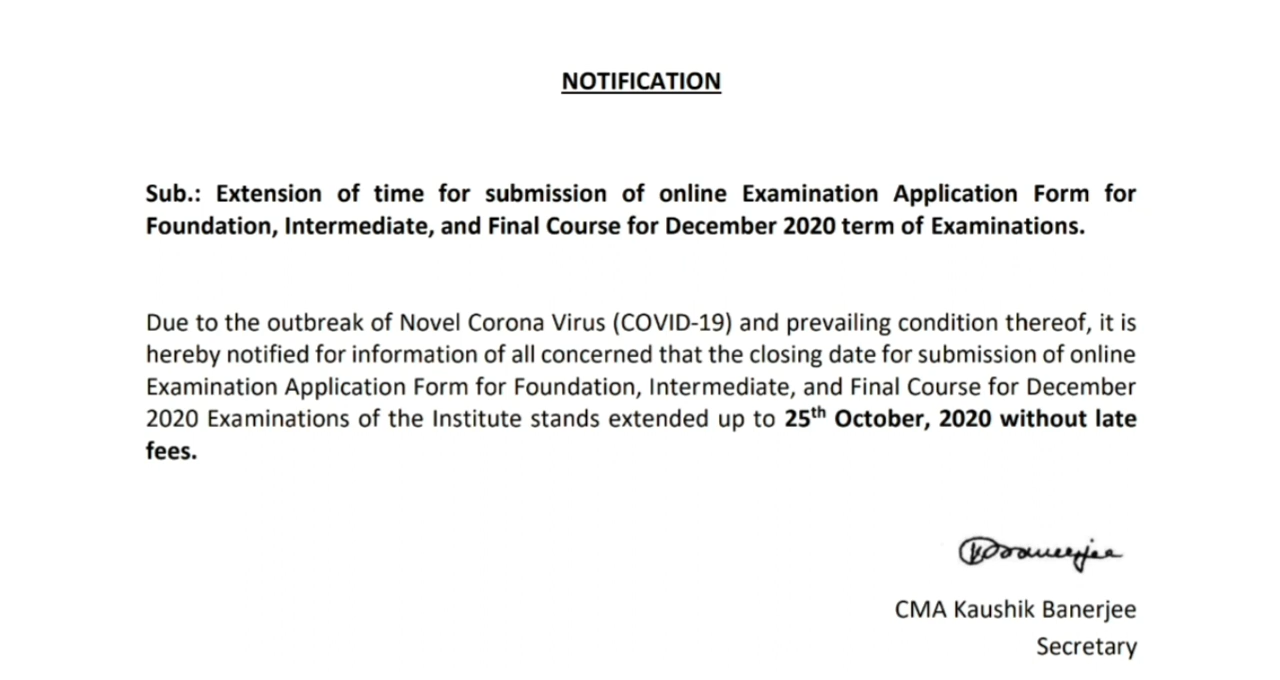 NOTIFICATION
Sub.: Extension of time for submission of online Examination Application Form for
Foundation, Intermediate, and Final Course for December 2020 term of Examinations.
Due to the outbreak of Novel Corona Virus (COVID-19) and prevailing condition thereof, it is
hereby notified for information of all concerned that the closing date for submission of online
Examination Application Form for Foundation, Intermediate, and Final Course for December
2020 Examinations of the Institute stands extended up to 25th October, 2020 without late
fees.
CMA Kaushik Banerjee
Secretary